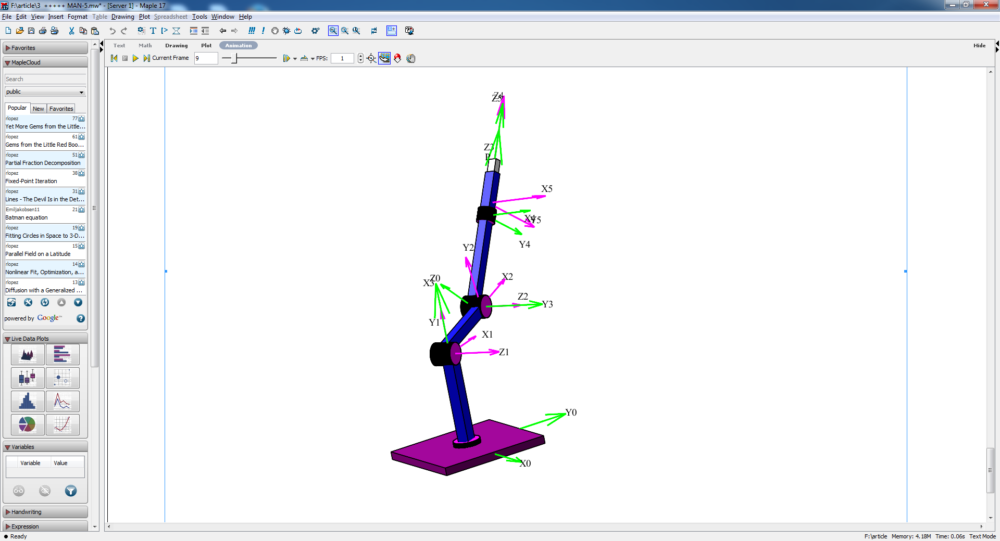 F:\article\3 +++++ MAN-5.mw* - [Server 1] - Maple 17
File Edit View Insert Format Table Drawing Plot Spreadsheet Tools Window Help
Favorites
MapleCloud
Search
public
Popular New Favorites
rlopez 77
Yet More Gems from the Little...
rlopez 61
Gems from the Little Red Boo...
rlopez 51
Partial Fraction Decomposition
rlopez 38
Fixed-Point Iteration
rlopez 31
Lines - The Devil Is in the Det...
Emiljakobsen11 21
Batman equation
rlopez 19
Fitting Circles in Space to 3-D...
rlopez 15
Parallel Field on a Latitude
rlopez 14
Nonlinear Fit, Optimization, a...
rlopez 13
Diffusion with a Generalized ...
powered by Google™
Live Data Plots
Variables
Variable Value
Handwriting
Expression
Ready
Text Math Drawing Plot Animation Hide
Current Frame 9 FPS: 1
Z4
Z5
Z3
P
X5
X4
Y5
Y4
Y2
X2
Z0
X3
Z2
Y3
Y1
X1
Z1
Y0
X0
F:\article Memory: 4.18M Time: 0.06s Text Mode